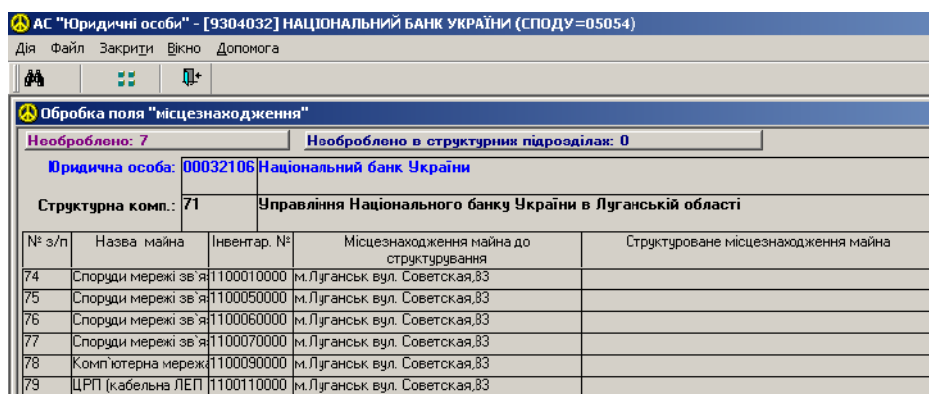 АС "Юридичні особи" - [9304032] НАЦІОНАЛЬНИЙ БАНК УКРАЇНИ (СПОДУ=05054)
Дія Файл Закрити Вікно Допомога
Обробка поля "місцезнаходження"
Необроблено: 7 Необроблено в структурних підрозділах: 0
Юридична особа: 00032106 Національний банк України
Структурна комп.: 71 Управління Національного банку України в Луганській області
№ з/п Назва майна Інвентар. № Місцезнаходження майна до структурування Структуроване місцезнаходження майна
74 Споруди мережі зв`яз 1100010000 м.Луганськ вул. Советская,83
75 Споруди мережі зв`яз 1100050000 м.Луганськ вул. Советская,83
76 Споруди мережі зв`яз 1100060000 м.Луганськ вул. Советская,83
77 Споруди мережі зв`яз 1100070000 м.Луганськ вул. Советская,83
78 Комп`ютерна мережа 1100090000 м.Луганськ вул. Советская,83
79 ЦРП (кабельна ЛЕП 1100110000 м.Луганськ вул. Советская,83